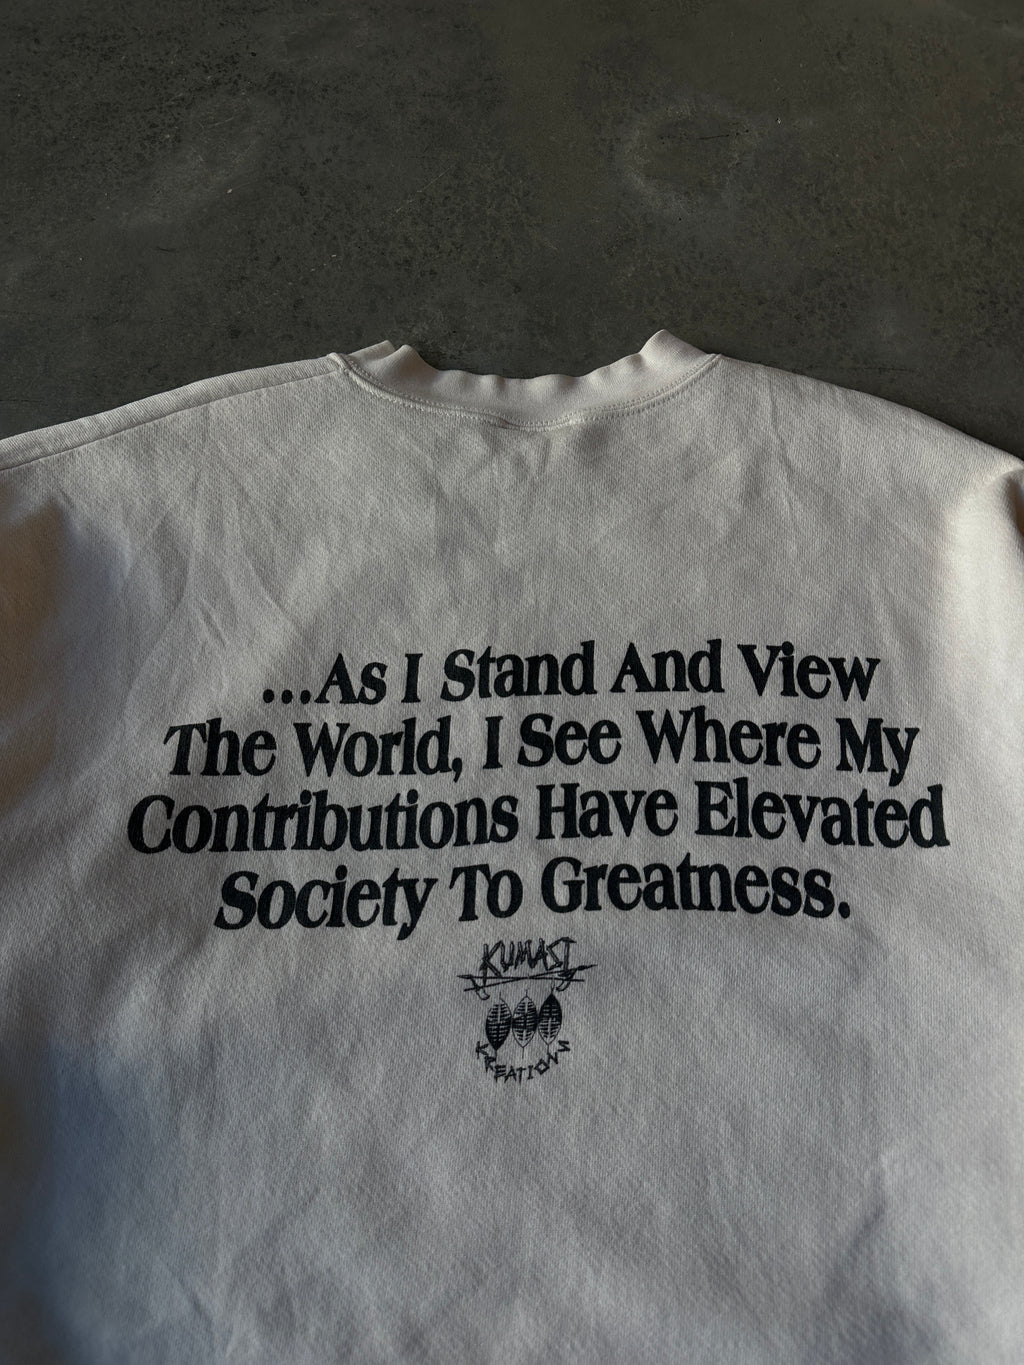 ...As I Stand And View
The World, I See Where My
Contributions Have Elevated
Society To Greatness.
KUMASI
KREATIONS